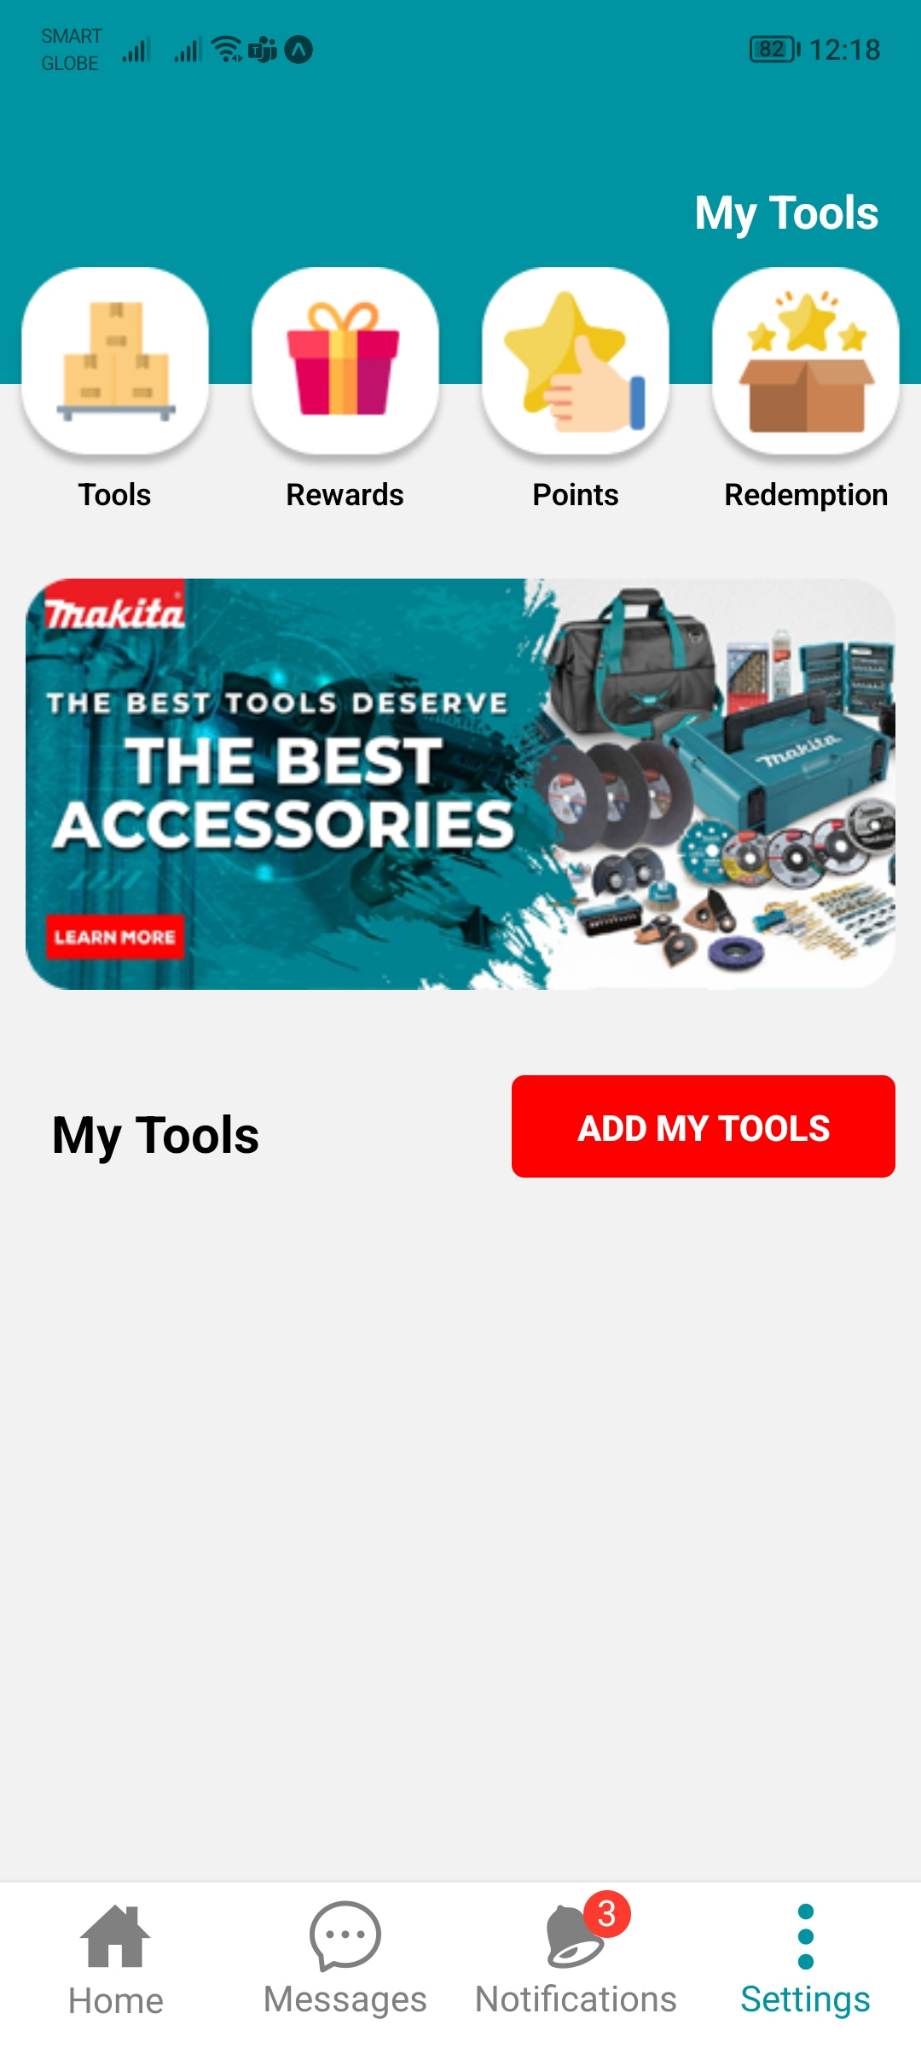 SMART
GLOBE
82 12:18
My Tools
Tools
Rewards
Points
Redemption
makita
THE BEST TOOLS DESERVE
THE BEST
ACCESSORIES
makita
LEARN MORE
My Tools
ADD MY TOOLS
3
Home
Messages
Notifications
Settings